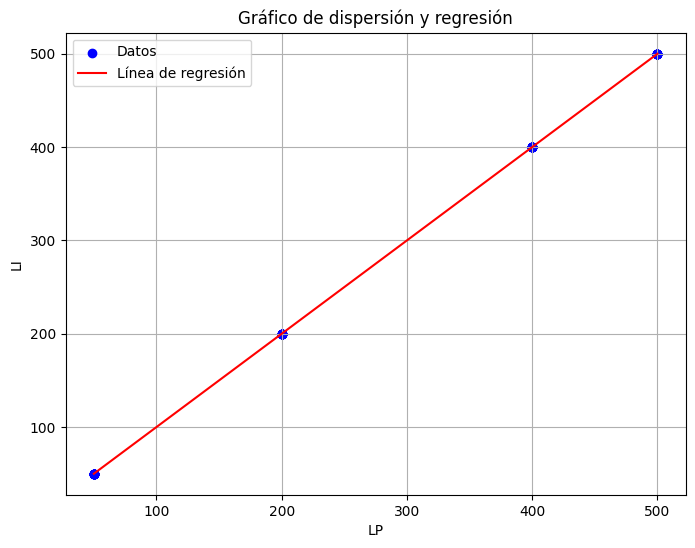 Gráfico de dispersión y regresión
Datos
Línea de regresión
500
400
300
200
100
LI
100 200 300 400 500
LP